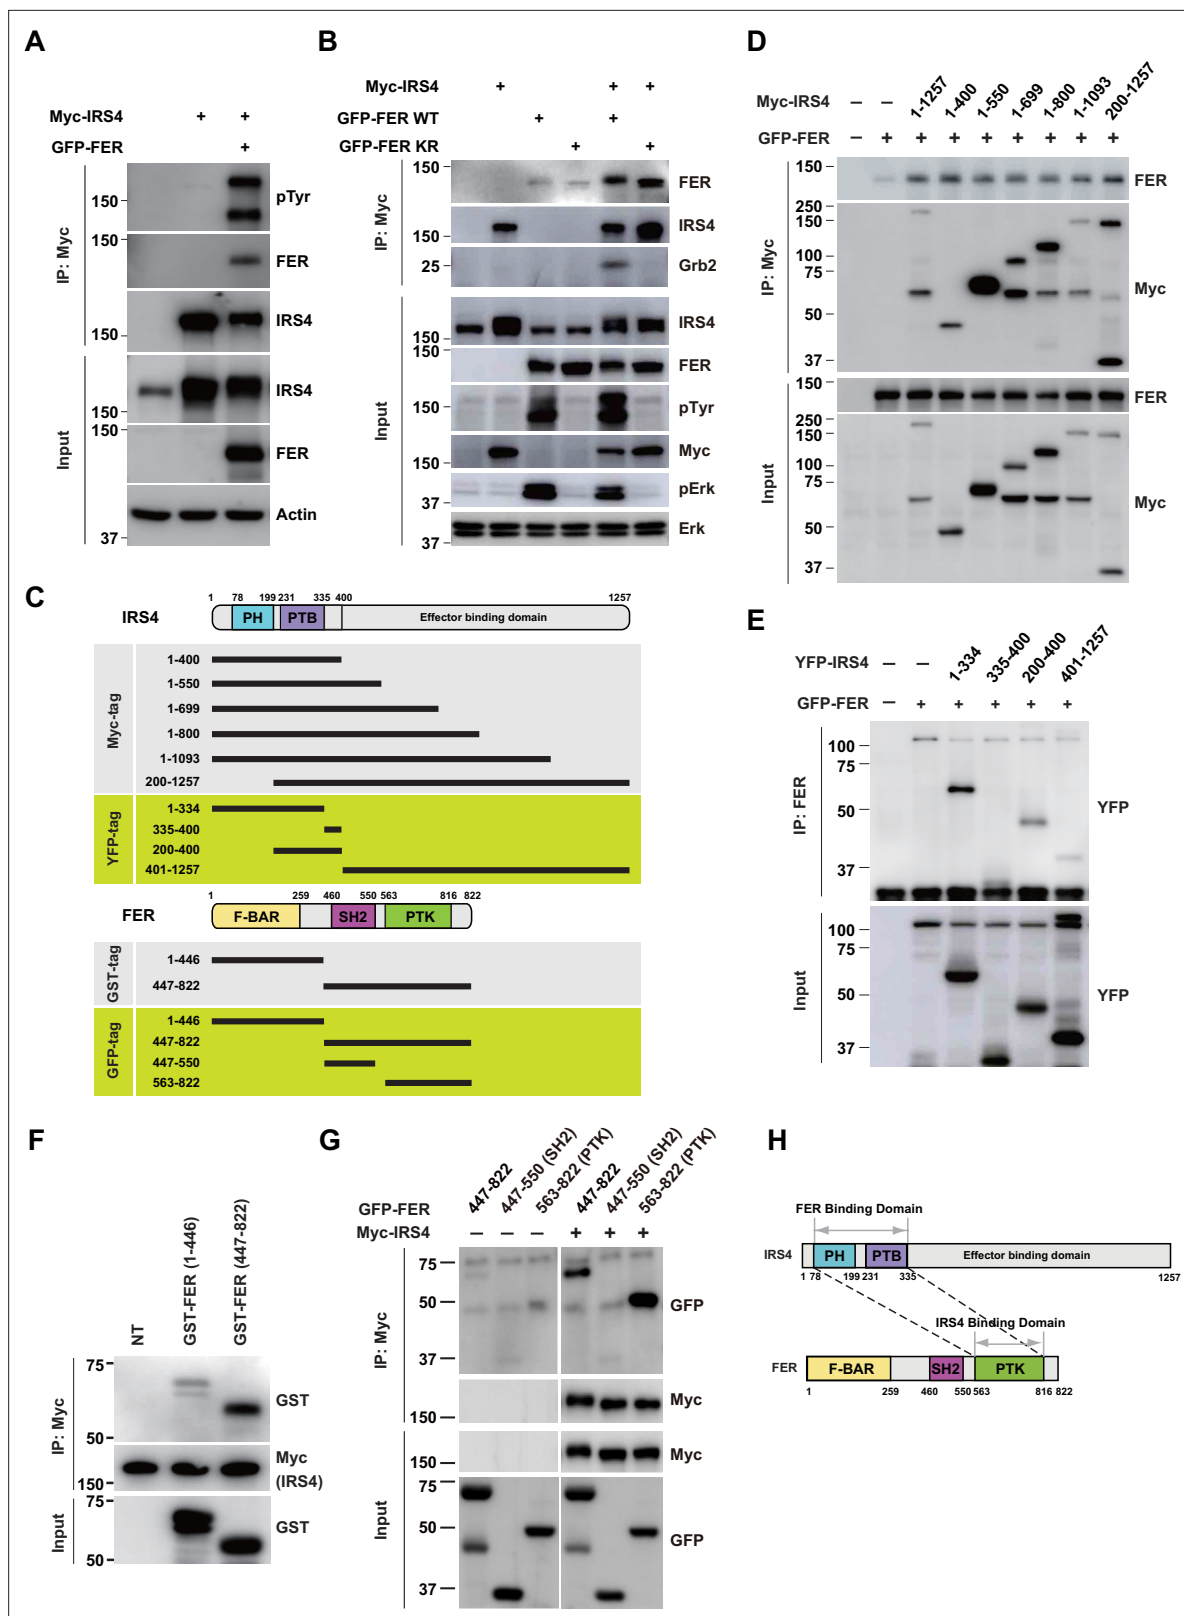 A
Myc-IRS4 + +
GFP-FER +
IP: Myc
150 pTyr
150 FER
150 IRS4
Input
150 IRS4
150 FER
37 Actin
B
Myc-IRS4 + + +
GFP-FER WT + +
GFP-FER KR + +
IP: Myc
150 FER
150 IRS4
25 Grb2
Input
150 IRS4
150 FER
pTyr
150 Myc
37 pErk
37 Erk
C
1 78 199 231 335 400 1257
IRS4 PH PTB Effector binding domain
Myc-tag
1-400
1-550
1-699
1-800
1-1093
200-1257
YFP-tag
1-334
335-400
200-400
401-1257
1 259 460 550 563 816 822
FER F-BAR SH2 PTK
GST-tag
1-446
447-822
GFP-tag
1-446
447-822
447-550
563-822
D
Myc-IRS4 – – 1-1257 1-400 1-550 1-699 1-800 1-1093 200-1257
GFP-FER – + + + + + + + +
IP: Myc
150 FER
250
150
100
75
50
37
Myc
Input
150 FER
250
150
100
75
50
37
Myc
E
YFP-IRS4 – – 1-334 335-400 200-400 401-1257
GFP-FER – + + + + +
IP: FER
100
75
50
37
YFP
Input
100
75
50
37
YFP
F
NT GST-FER (1-446) GST-FER (447-822)
IP: Myc
75
50
GST
150
Myc
(IRS4)
Input
75
50
GST
G
GFP-FER 447-822 447-550 (SH2) 563-822 (PTK) 447-822 447-550 (SH2) 563-822 (PTK)
Myc-IRS4 – – – + + +
IP: Myc
75
50
37
GFP
150 Myc
Input
150 Myc
75
50
37
GFP
H
FER Binding Domain
IRS4 PH PTB Effector binding domain
1 78 199 231 335 1257
IRS4 Binding Domain
FER F-BAR SH2 PTK
1 259 460 550 563 816 822